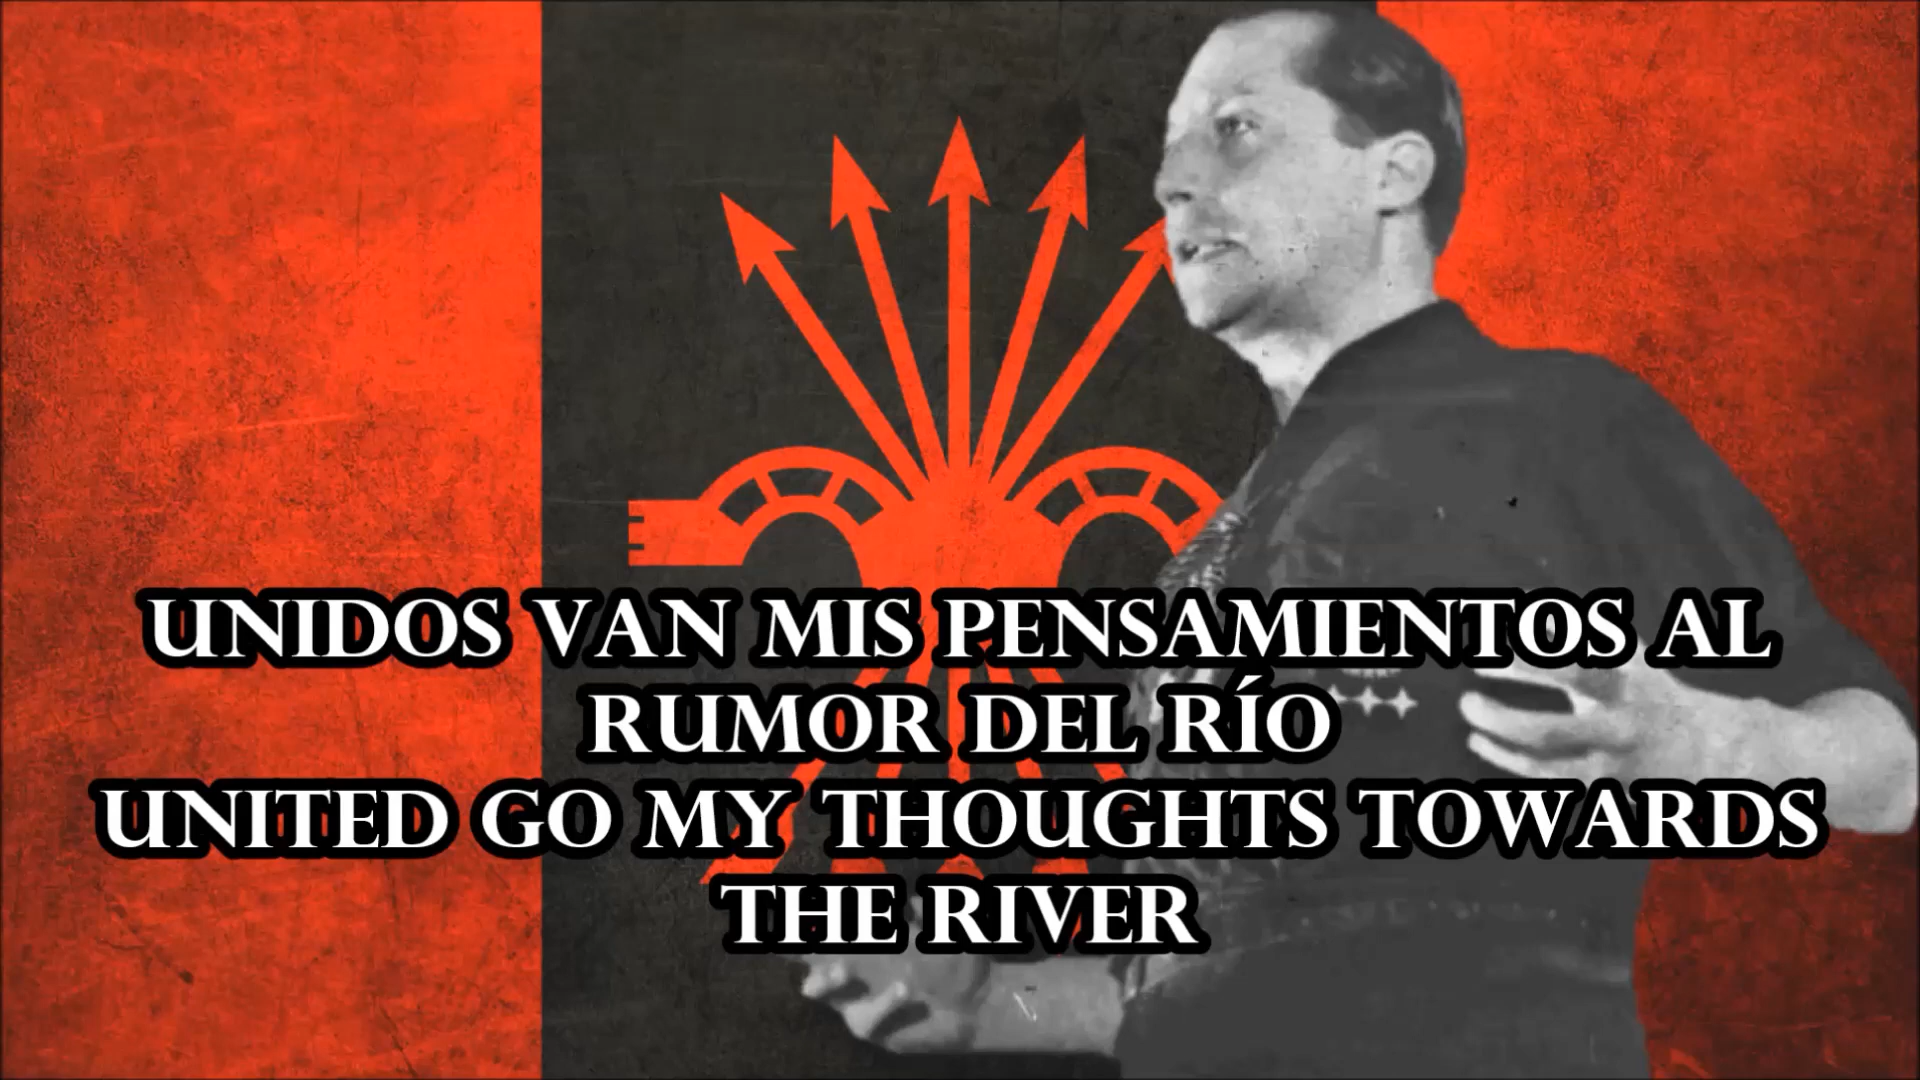 UNIDOS VAN MIS PENSAMIENTOS AL
RUMOR DEL RÍO
UNITED GO MY THOUGHTS TOWARDS
THE RIVER